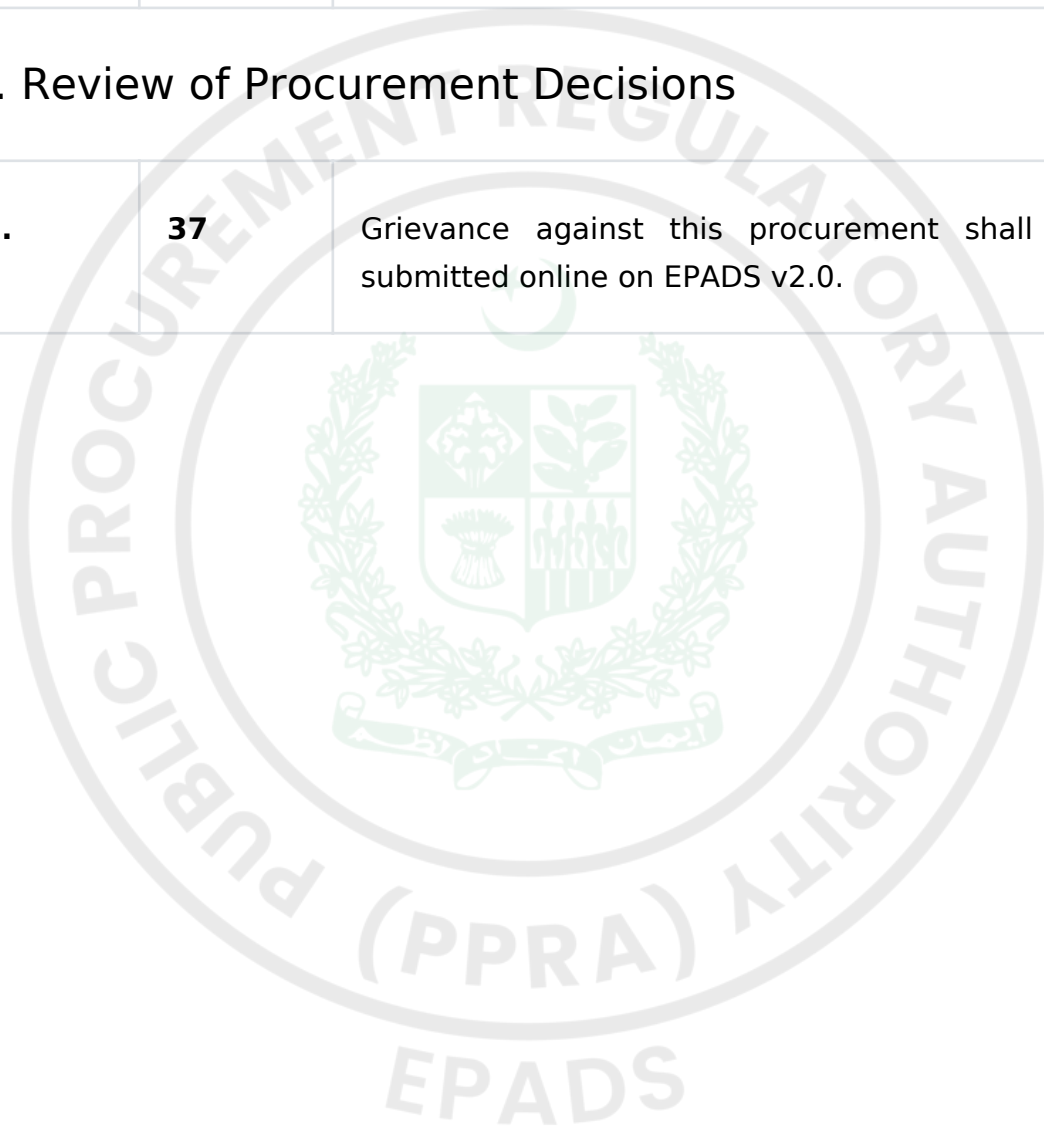 . Review of Procurement Decisions
. 37 Grievance against this procurement shall
submitted online on EPADS v2.0.
PUBLIC PROCUREMENT REGULATORY AUTHORITY
(PPRA)
EPADS